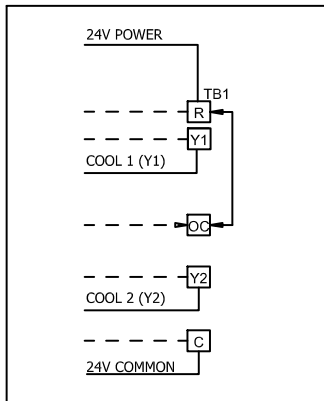 24V POWER
TB1
R
Y1
COOL 1 (Y1)
OC
Y2
COOL 2 (Y2)
C
24V COMMON